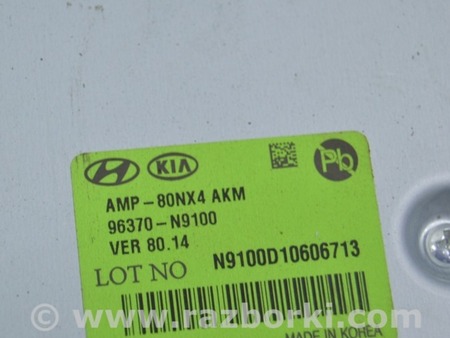 KIA
Pb
AMP-80NX4 AKM
96370-N9100
VER 80.14
LOT NO N9100D10606713
MADE IN KOREA
www.razborki.com